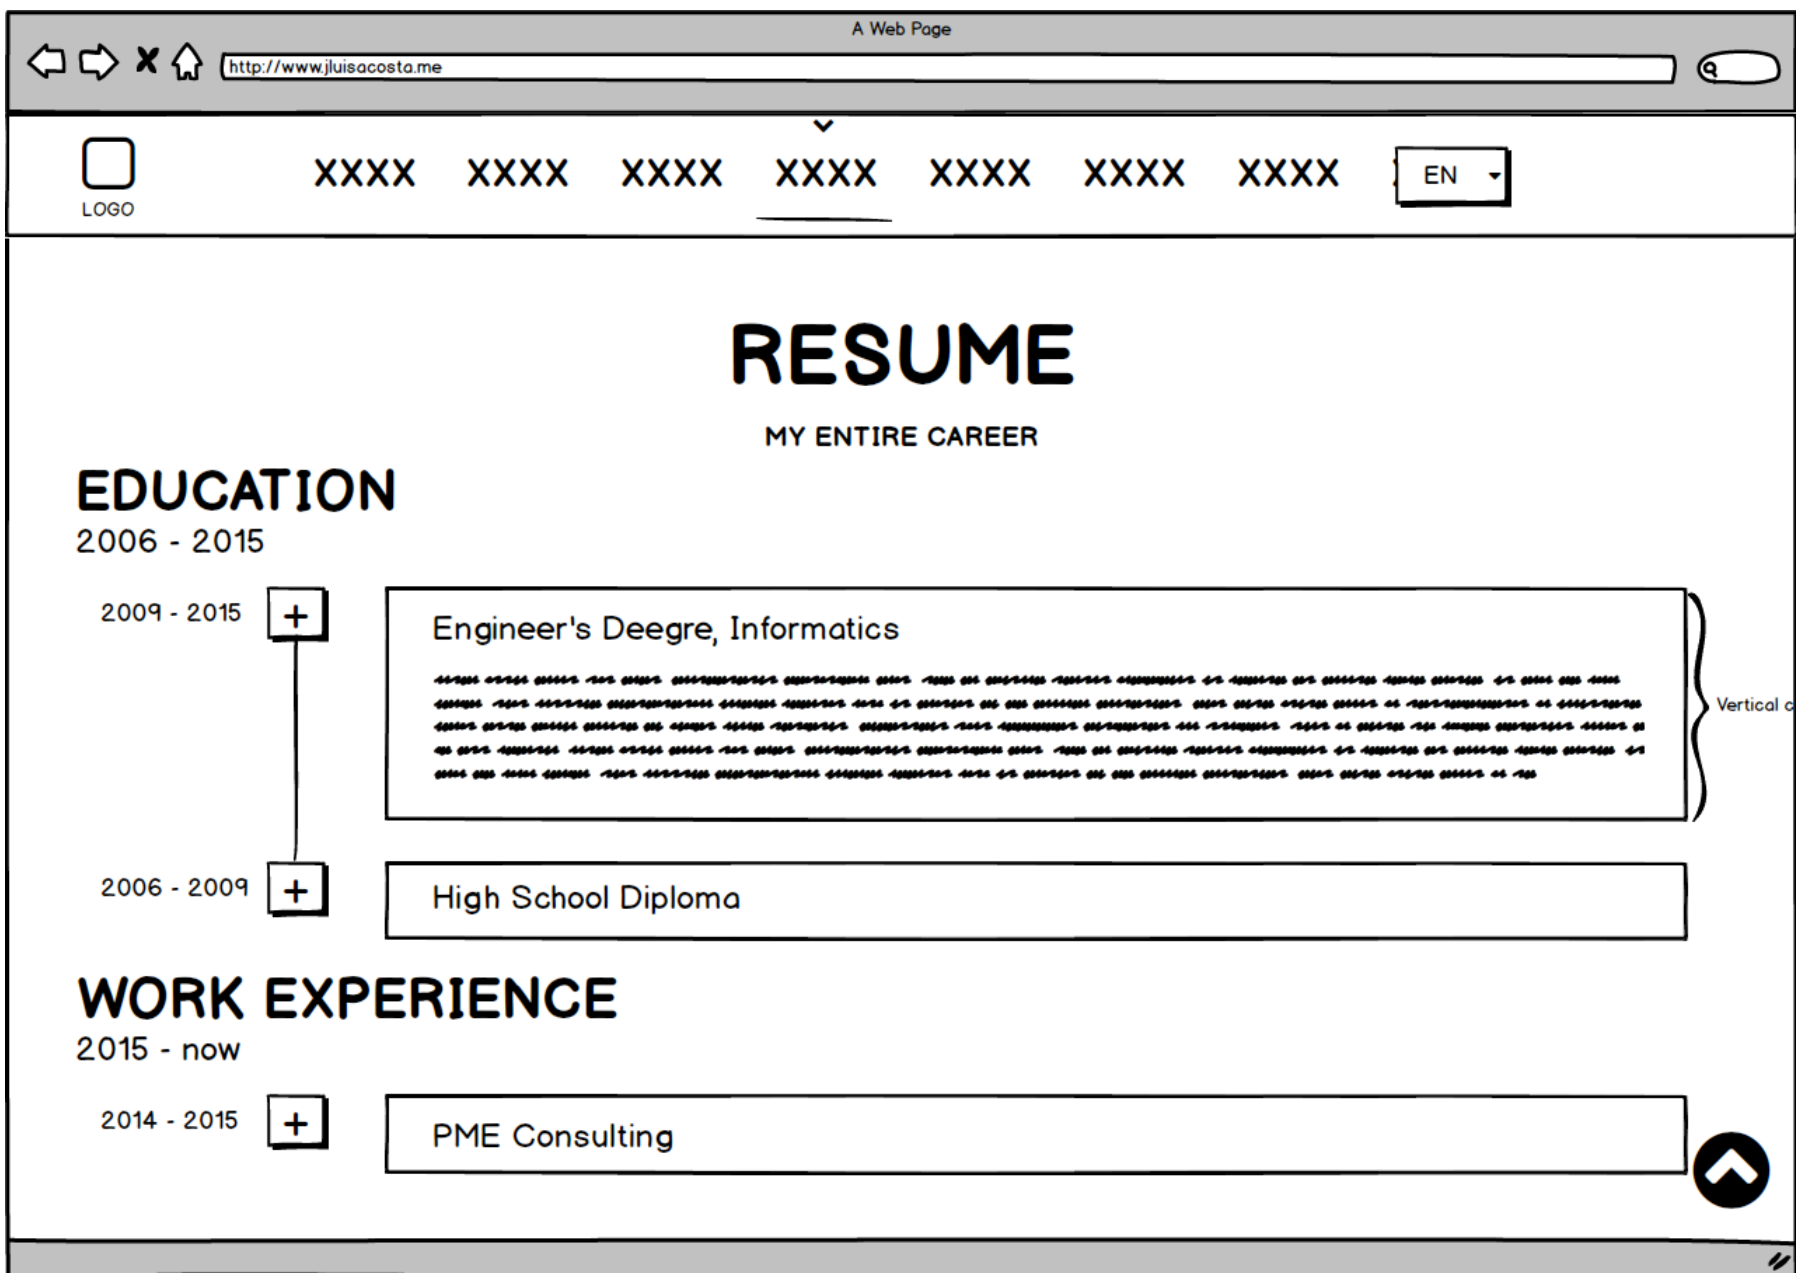 A Web Page
http://www.jluisacosta.me
LOGO
XXXX XXXX XXXX XXXX XXXX XXXX XXXX
EN
RESUME
MY ENTIRE CAREER
EDUCATION
2006 - 2015
2009 - 2015
+
Engineer's Deegre, Informatics
Vertical
2006 - 2009
+
High School Diploma
WORK EXPERIENCE
2015 - now
2014 - 2015
+
PME Consulting